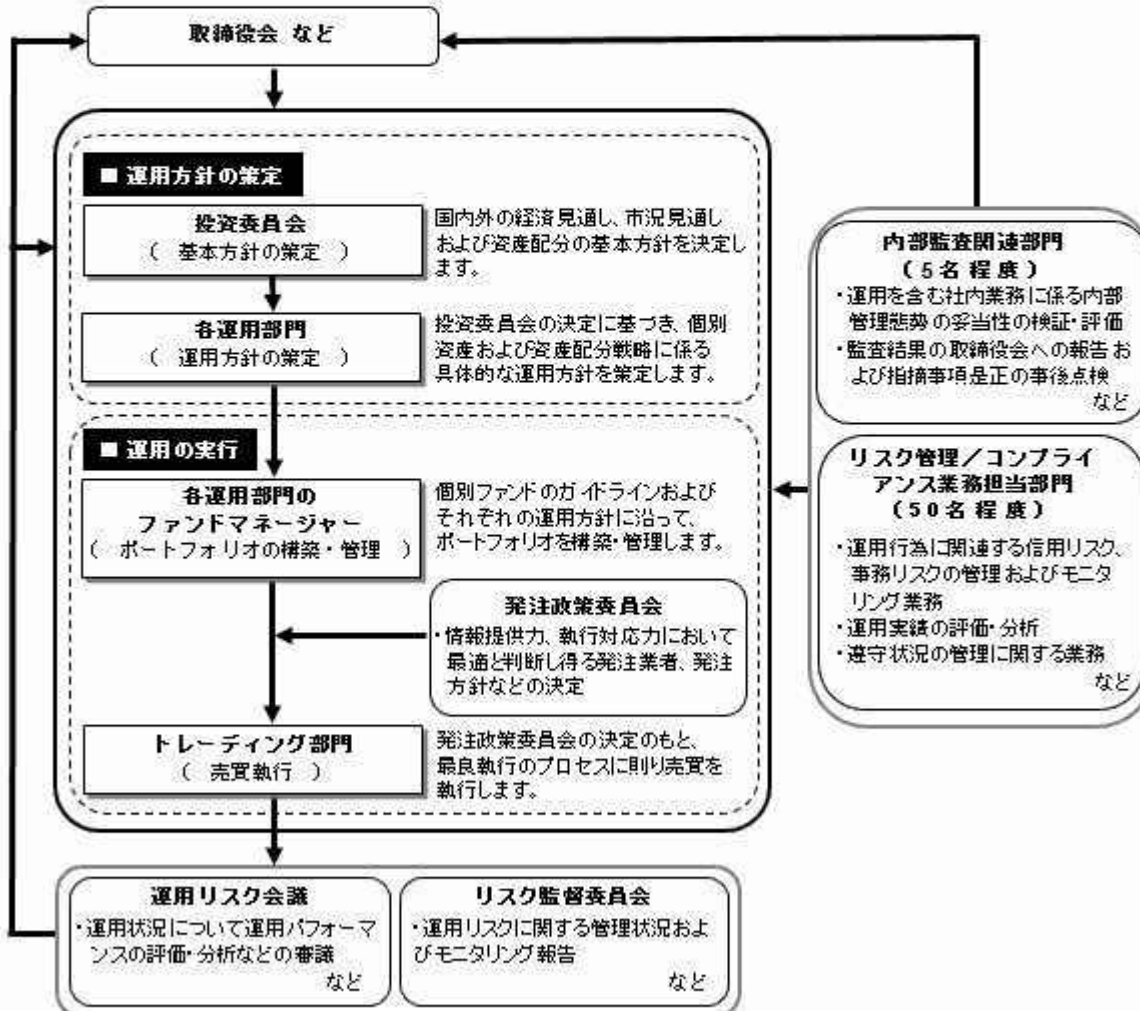 取締役会 など
■ 運用方針の策定
投資委員会
( 基本方針の策定 )
国内外の経済見通し、市況見通し
および資産配分の基本方針を決定し
ます。
各運用部門
( 運用方針の策定 )
投資委員会の決定に基づき、個別
資産および資産配分戦略に係る
具体的な運用方針を策定します。
■ 運用の実行
各運用部門の
ファンドマネージャー
( ポートフォリオの構築・管理 )
個別ファンドのガイドラインおよび
それぞれの運用方針に沿って、
ポートフォリオを構築・管理します。
発注政策委員会
・情報提供力、執行対応力において
最適と判断し得る発注業者、発注
方針などの決定
トレーディング部門
( 売買執行 )
発注政策委員会の決定のもと、
最良執行のプロセスに則り売買を
執行します。
内部監査関連部門
(5名程度)
・運用を含む社内業務に係る内部
管理態勢の妥当性の検証・評価
・監査結果の取締役会への報告お
よび指摘事項是正の事後点検
など
リスク管理/コンプライ
アンス業務担当部門
(50名程度)
・運用行為に関連する信用リスク、
事務リスクの管理およびモニタ
リング業務
・運用実績の評価・分析
・遵守状況の管理に関する業務
など
運用リスク会議
・運用状況について運用パフォーマ
ンスの評価・分析などの審議
など
リスク監督委員会
・運用リスクに関する管理状況およ
びモニタリング報告
など